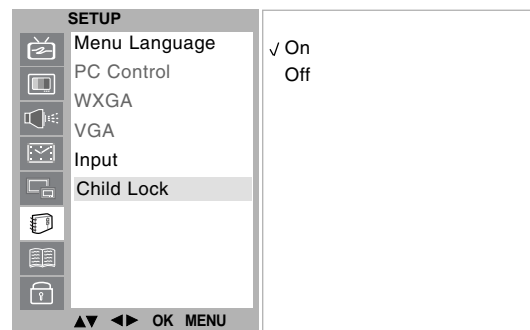 SETUP
Menu Language
PC Control
WXGA
VGA
Input
Child Lock
▲▼ ◀▶ OK MENU
√ On
Off